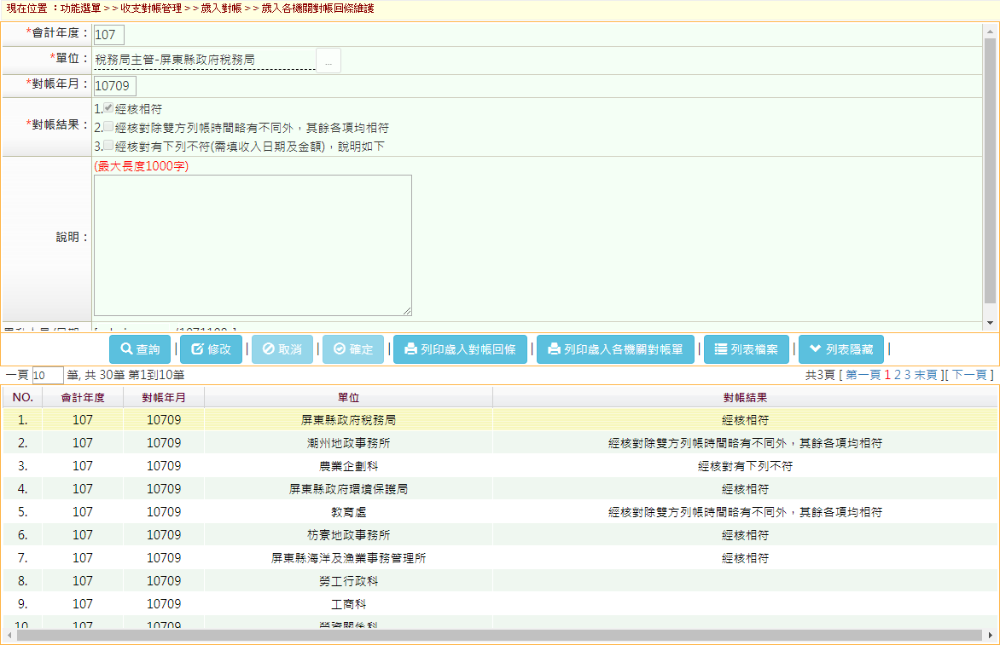 現在位置 ：功能選單 > > 收支對帳管理 > > 歲入對帳 > > 歲入各機關對帳回條維護
*會計年度： 107
*單位： 稅務局主管-屏東縣政府稅務局 ...
*對帳年月： 10709
*對帳結果： 1.經核相符
2.經核對除雙方列帳時間略有不同外，其餘各項均相符
3.經核對有下列不符(需填收入日期及金額)，說明如下
(最大長度1000字)
說明：
查詢 | 修改 | 取消 | 確定 | 列印歲入對帳回條 | 列印歲入各機關對帳單 | 列表檔案 | 列表隱藏 |
一頁 10 筆, 共 30筆 第1到10筆 共3頁 [ 第一頁 1 2 3 末頁 ][ 下一頁 ]
NO. 會計年度 對帳年月 單位 對帳結果
1. 107 10709 屏東縣政府稅務局 經核相符
2. 107 10709 潮州地政事務所 經核對除雙方列帳時間略有不同外，其餘各項均相符
3. 107 10709 農業企劃科 經核對有下列不符
4. 107 10709 屏東縣政府環境保護局 經核相符
5. 107 10709 教育處 經核對除雙方列帳時間略有不同外，其餘各項均相符
6. 107 10709 枋寮地政事務所 經核相符
7. 107 10709 屏東縣海洋及漁業事務管理所 經核相符
8. 107 10709 勞工行政科
9. 107 10709 工商科
10. 107 10709 勞資關係科